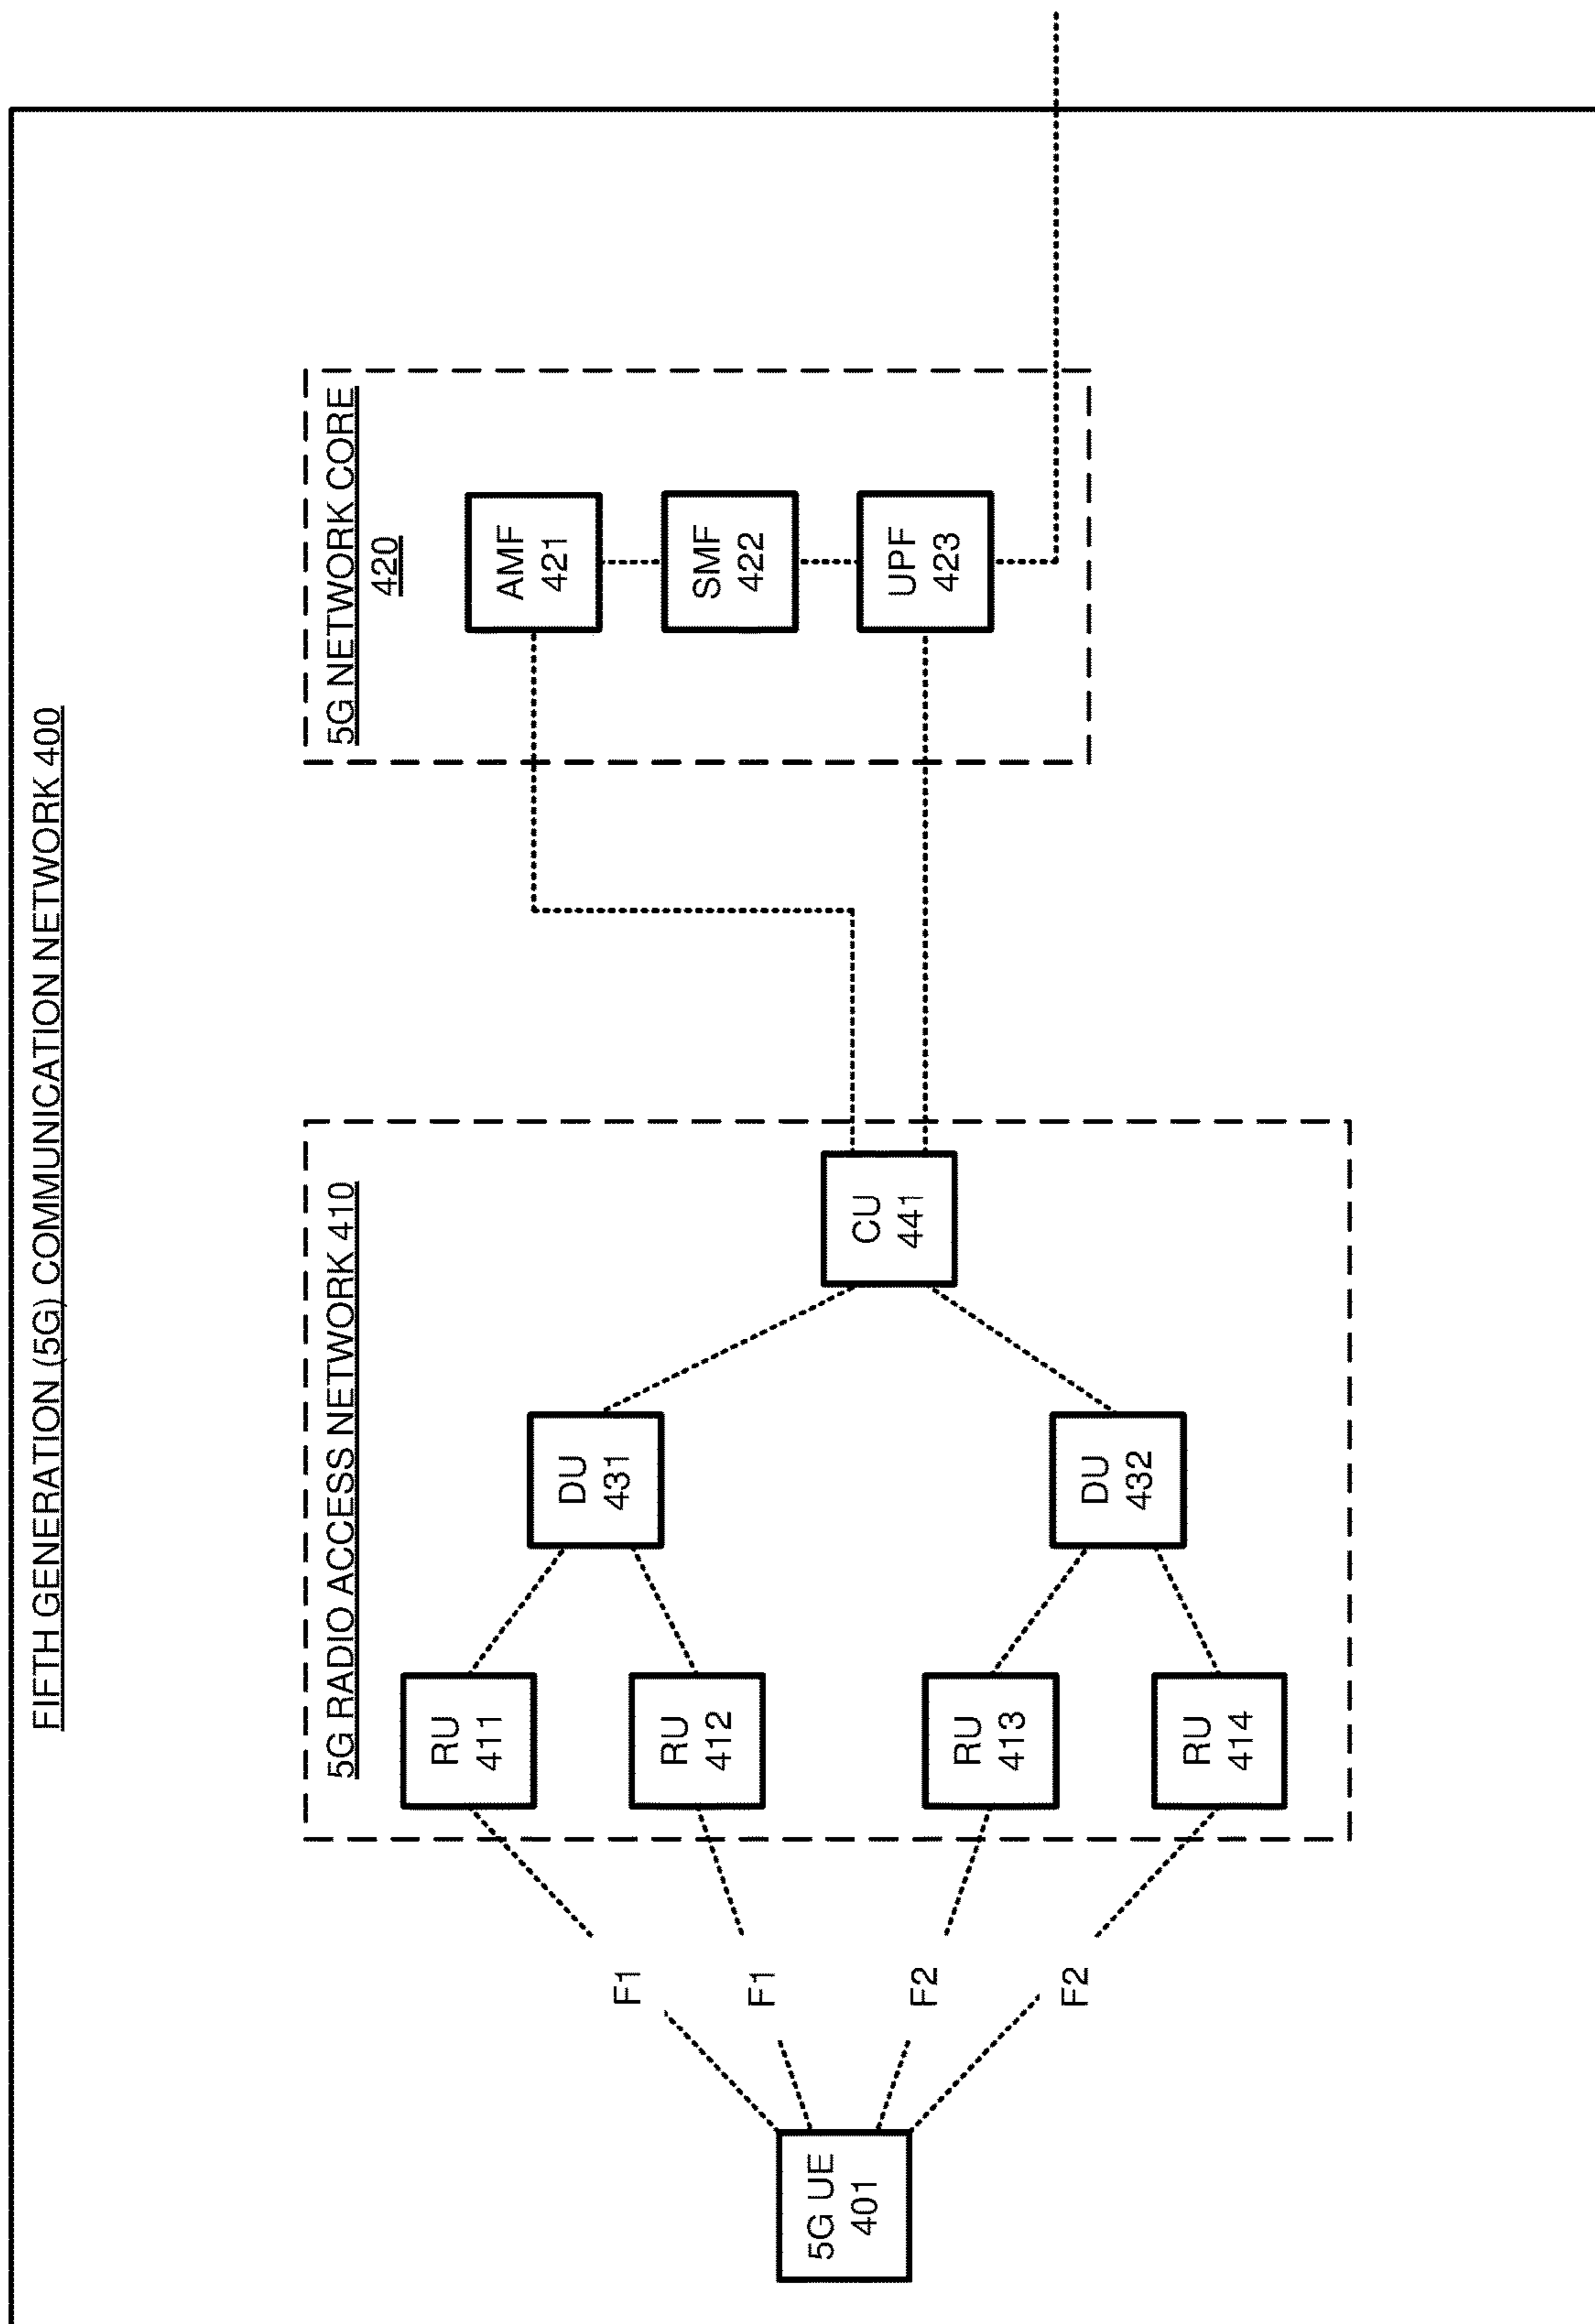 FIFTH GENERATION (5G) COMMUNICATION NETWORK 400
5G RADIO ACCESS NETWORK 410
5G NETWORK CORE
420
RU
411
RU
412
RU
413
RU
414
DU
431
DU
432
CU
441
AMF
421
SMF
422
UPF
423
F1
F1
F2
F2
5G UE
401